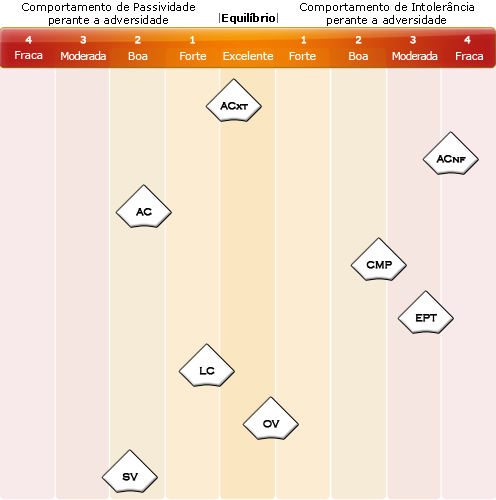 Comportamento de Passividade
perante a adversidade
|Equilíbrio|
Comportamento de Intolerância
perante a adversidade
4 3 2 1 1 2 3 4
Fraca Moderada Boa Forte Excelente Forte Boa Moderada Fraca
ACXT
ACNF
AC
CMP
EPT
LC
OV
SV